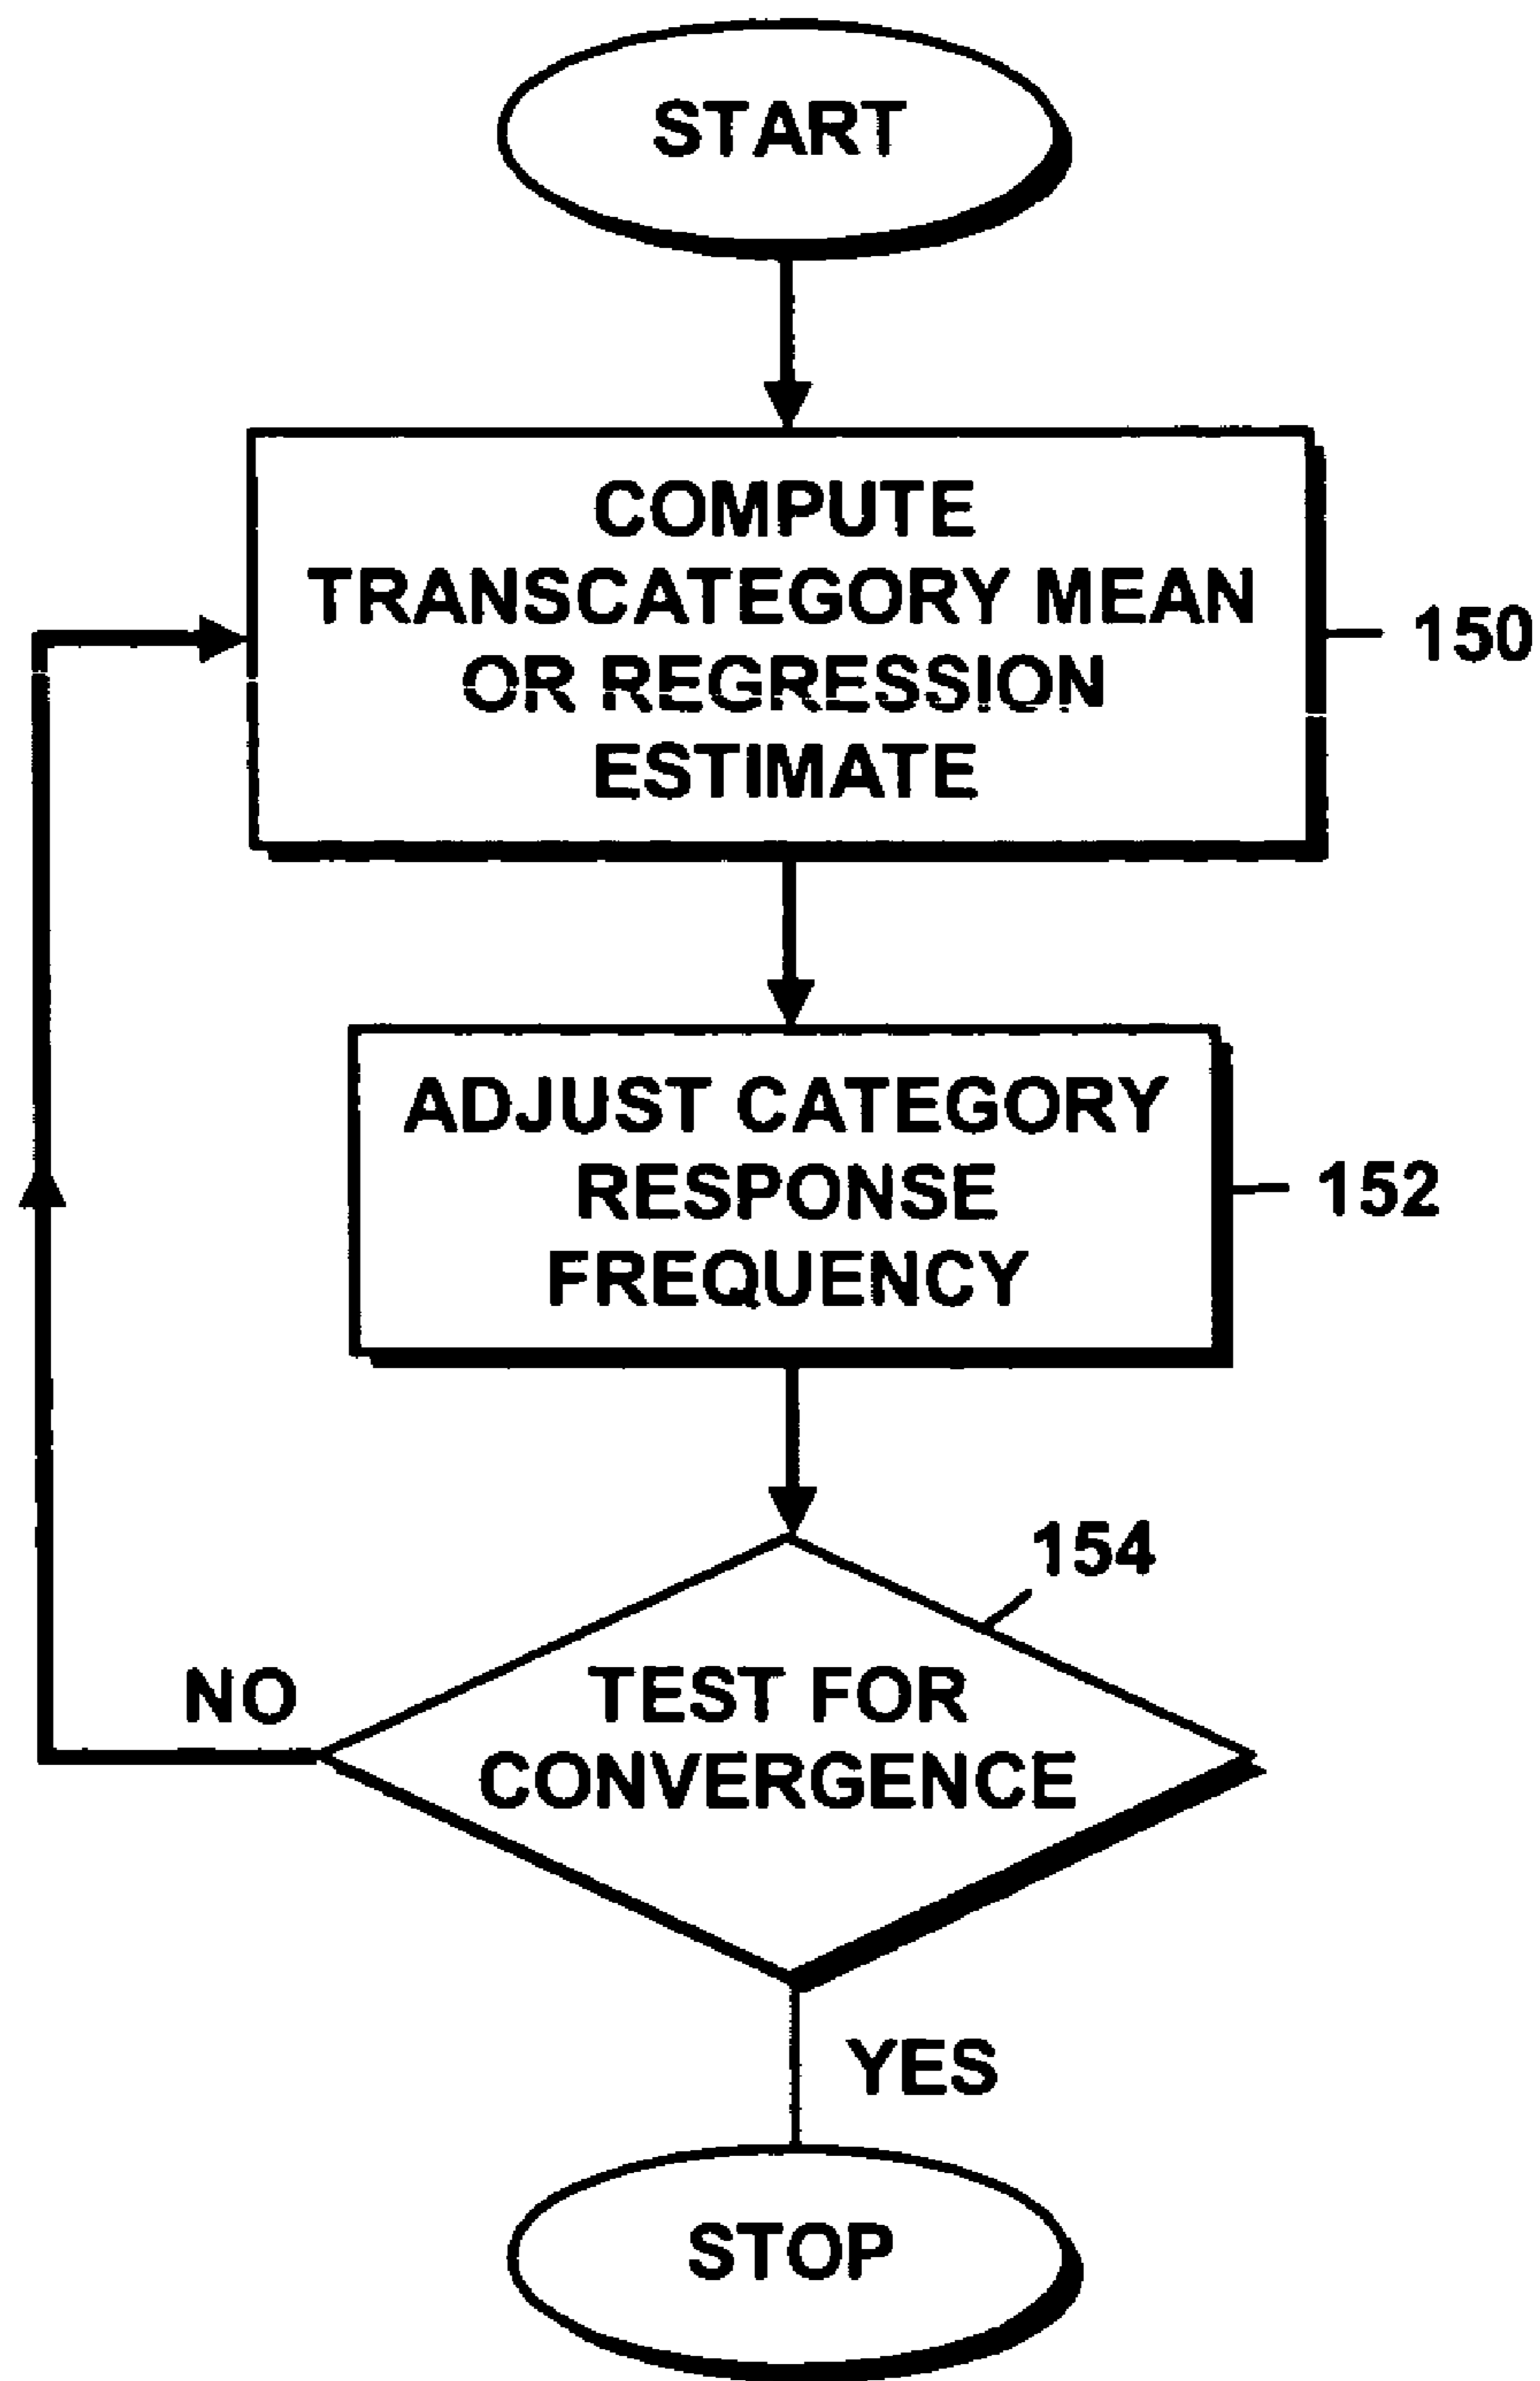 START
COMPUTE
TRANSCATEGORY MEAN
OR REGRESSION
ESTIMATE
150
ADJUST CATEGORY
RESPONSE
FREQUENCY
152
154
TEST FOR
CONVERGENCE
NO
YES
STOP